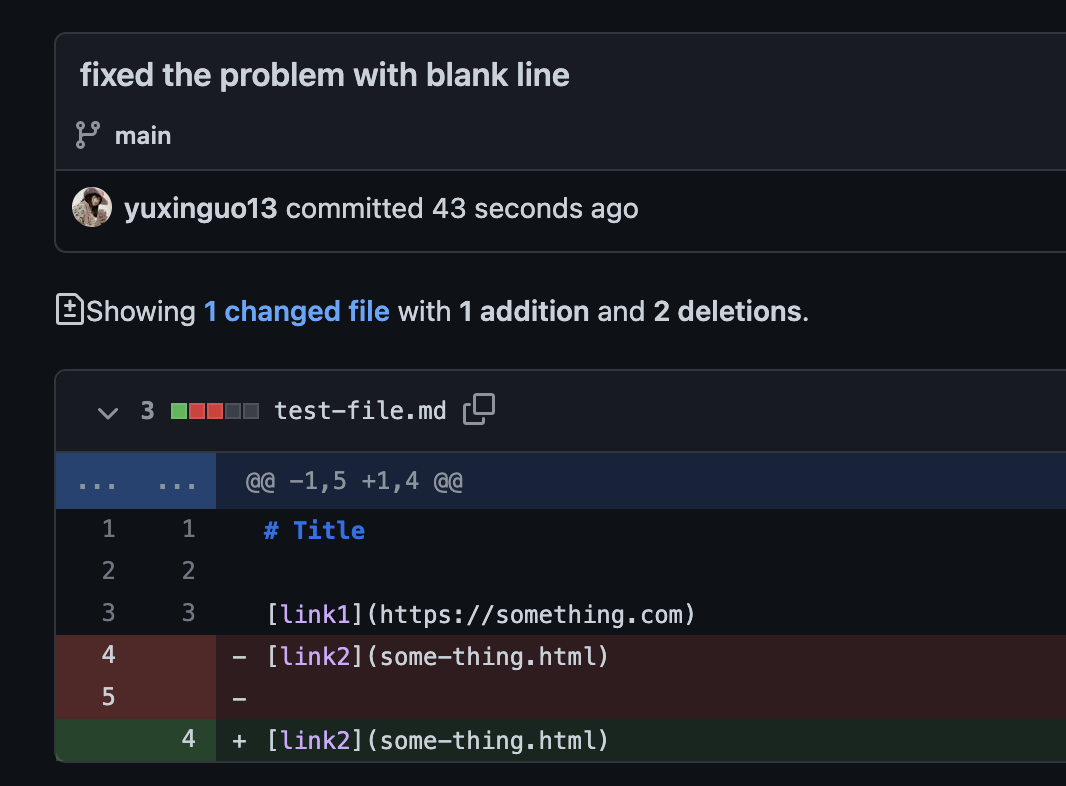 fixed the problem with blank line
main
yuxinguo13 committed 43 seconds ago
Showing 1 changed file with 1 addition and 2 deletions.
3 test-file.md
... ... @@ -1,5 +1,4 @@
1 1 # Title
2 2
3 3 [link1](https://something.com)
4 - [link2](some-thing.html)
5 -
4 + [link2](some-thing.html)